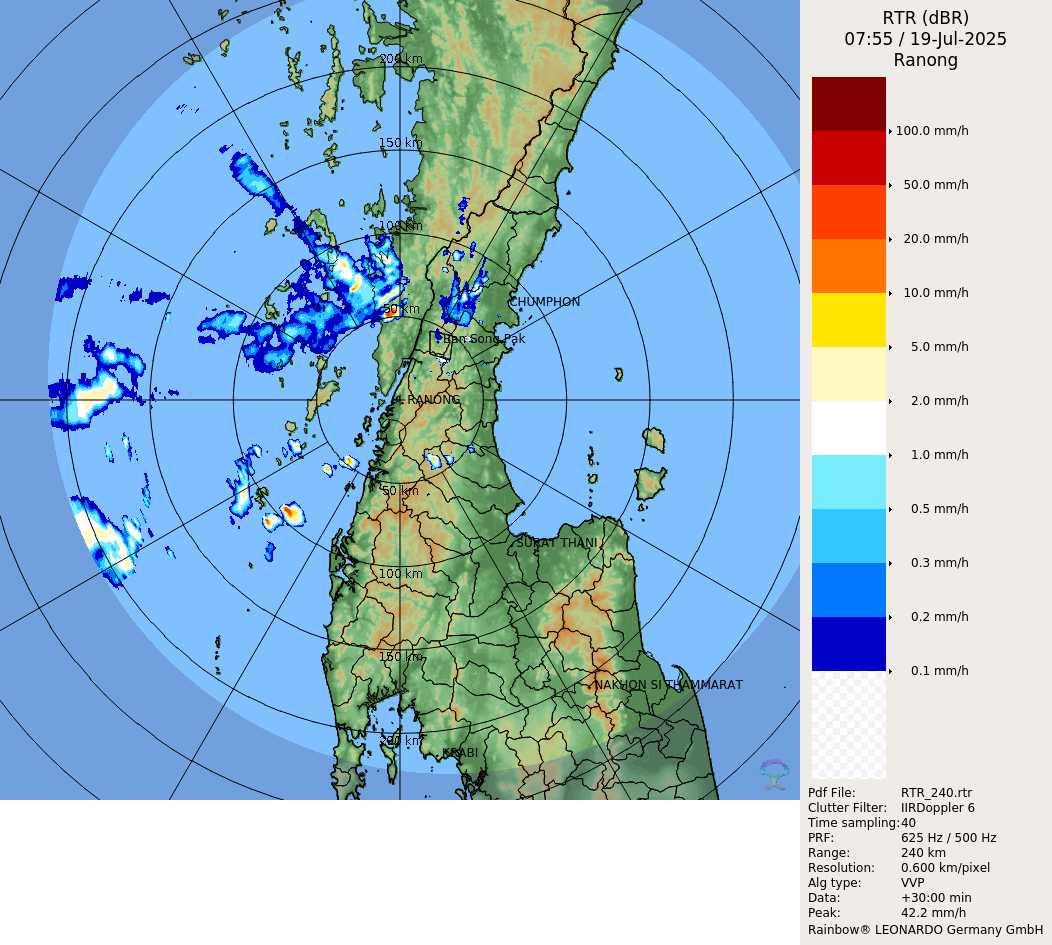 RTR (dBR)
07:55 / 19-Jul-2025
Ranong
100.0 mm/h
50.0 mm/h
20.0 mm/h
10.0 mm/h
5.0 mm/h
2.0 mm/h
1.0 mm/h
0.5 mm/h
0.3 mm/h
0.2 mm/h
0.1 mm/h
200 km
150 km
100 km
50 km
CHUMPHON
Ban Song Pak
RANONG
50 km
SURAT THANI
100 km
150 km
NAKHON SI THAMMARAT
200 km
KRABI
Pdf File: RTR_240.rtr
Clutter Filter: IIRDoppler 6
Time sampling: 40
PRF: 625 Hz / 500 Hz
Range: 240 km
Resolution: 0.600 km/pixel
Alg type: VVP
Data: +30:00 min
Peak: 42.2 mm/h
Rainbow® LEONARDO Germany GmbH